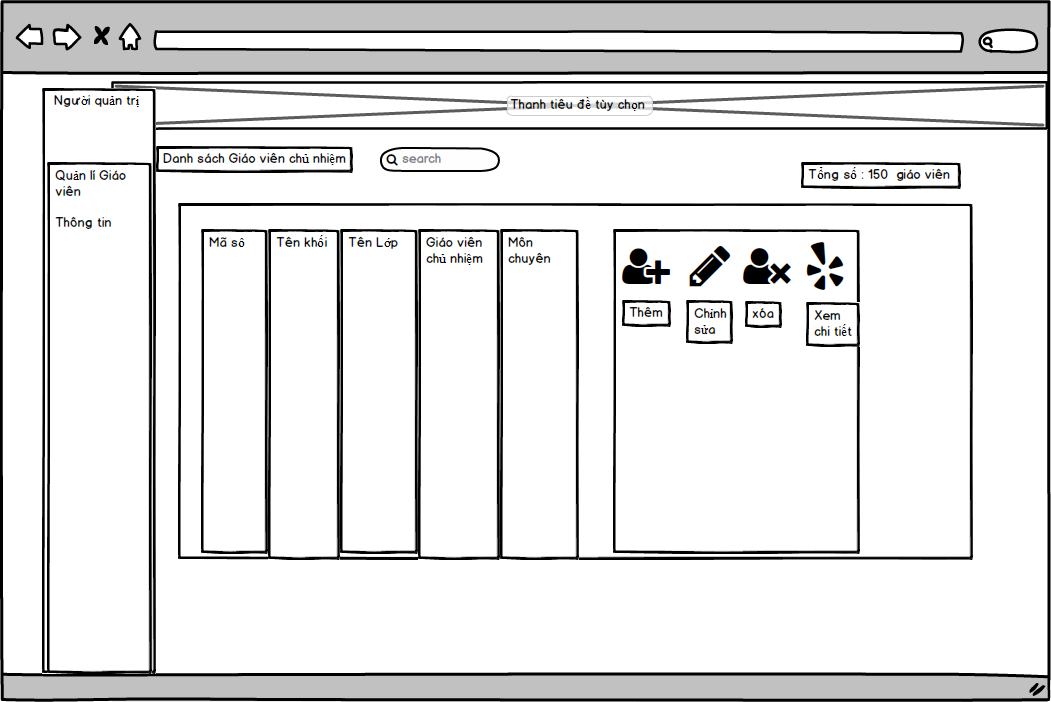 Người quản trị
Thanh tiêu đề tùy chọn
Danh sách Giáo viên chủ nhiệm
search
Tổng số : 150 giáo viên
Quản lí Giáo
viên
Thông tin
Mã số
Tên khối
Tên Lớp
Giáo viên
chủ nhiệm
Môn
chuyên
Thêm
Chỉnh
sửa
xóa
Xem
chi tiết